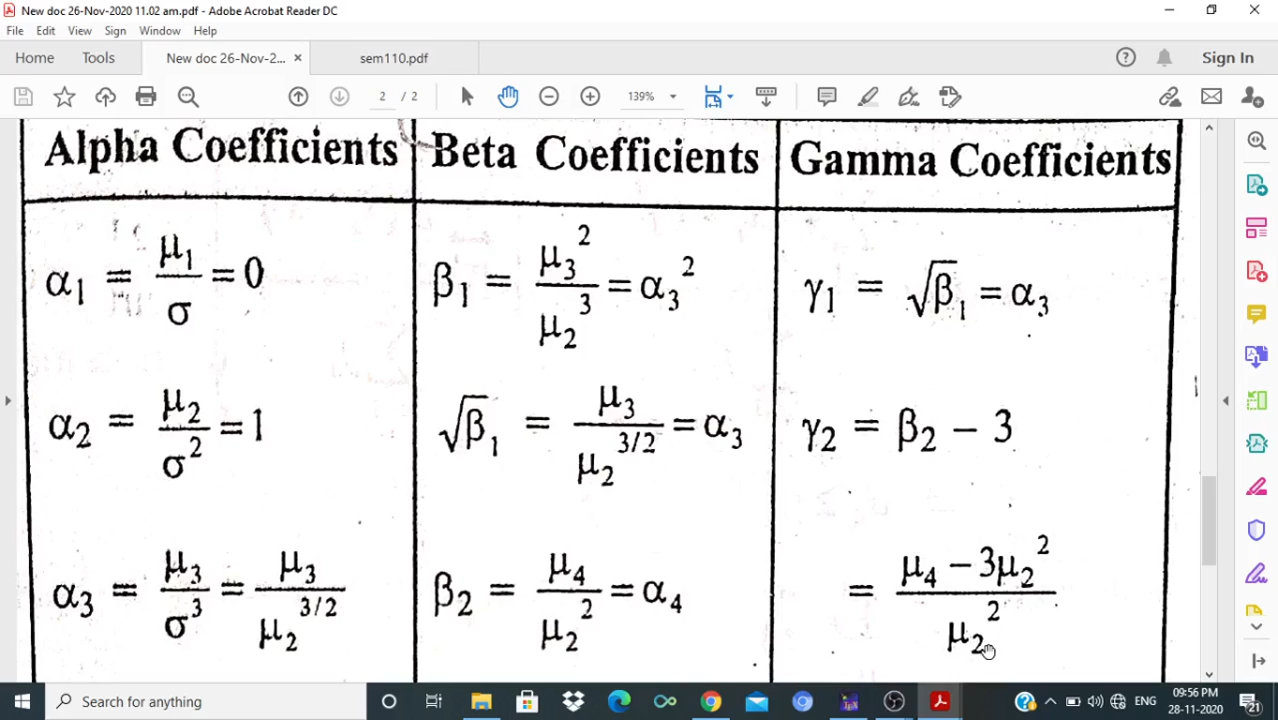 New doc 26-Nov-2020 11.02 am.pdf - Adobe Acrobat Reader DC
File Edit View Sign Window Help
Home Tools New doc 26-Nov-2... × sem110.pdf Sign In
2 / 2 139%
Alpha Coefficients Beta Coefficients Gamma Coefficients
α₁ = μ₁/σ = 0 β₁ = μ₃²/μ₂³ = α₃² γ₁ = √β₁ = α₃
α₂ = μ₂/σ² = 1 √β₁ = μ₃/μ₂^3/2 = α₃ γ₂ = β₂ − 3
α₃ = μ₃/σ³ = μ₃/μ₂^3/2 β₂ = μ₄/μ₂² = α₄ = μ₄ − 3μ₂²/μ₂²
Search for anything ENG 09:56 PM
28-11-2020 21